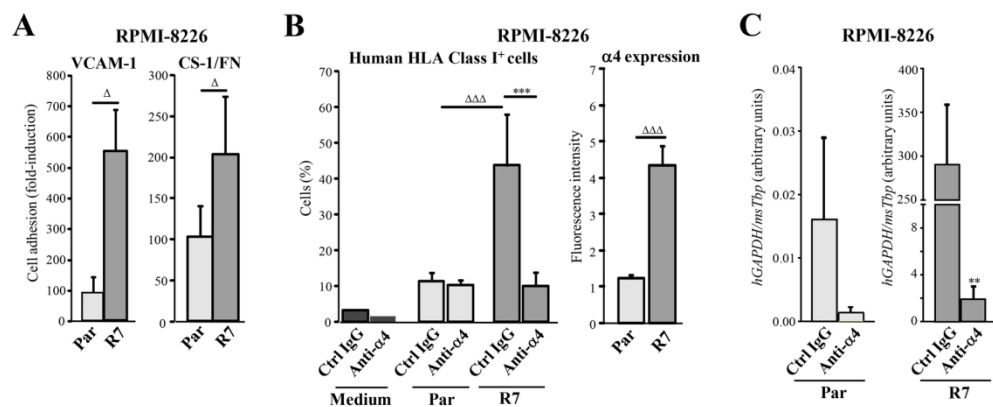 A
RPMI-8226
VCAM-1
CS-1/FN
Δ
Δ
Cell adhesion (fold-induction)
800
700
600
500
400
300
200
100
0
300
250
200
150
100
50
0
Par
R7
Par
R7
B
RPMI-8226
Human HLA Class I+ cells
α4 expression
ΔΔΔ
***
ΔΔΔ
Cells (%)
60
50
40
30
20
10
0
Fluorescence intensity
7
6
5
4
3
2
1
0
Ctrl IgG
Anti-α4
Ctrl IgG
Anti-α4
Ctrl IgG
Anti-α4
Medium
Par
R7
Par
R7
C
RPMI-8226
hGAPDH/msTbp (arbitrary units)
0.04
0.03
0.02
0.01
0.00
hGAPDH/msTbp (arbitrary units)
400
350
300
250
8
6
4
2
0
**
Ctrl IgG
Anti-α4
Ctrl IgG
Anti-α4
Par
R7